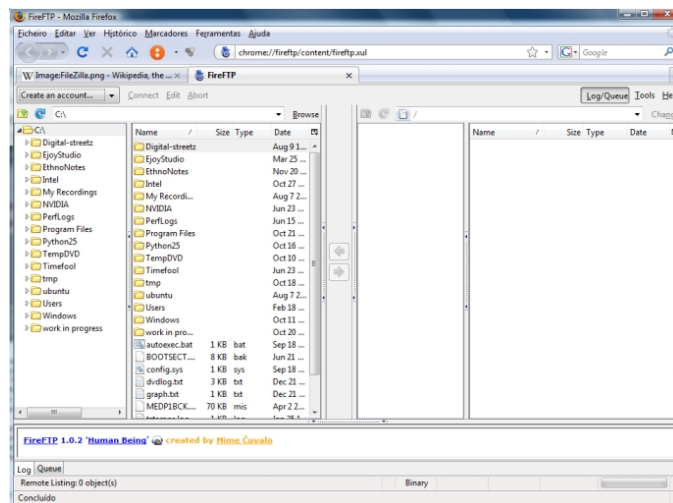 FireFTP - Mozilla Firefox
Ficheiro Editar Ver Histórico Marcadores Ferramentas Ajuda
chrome://fireftp/content/fireftp.xul
Google
Image:FileZilla.png - Wikipedia, the ...
FireFTP
Create an account... Connect Edit Abort Log/Queue Tools
C:\ Browse / 
C:\
Digital-streetz
EjoyStudio
EthnoNotes
Intel
My Recordings
NVIDIA
PerfLogs
Program Files
Python25
TempDVD
Timefool
tmp
ubuntu
Users
Windows
work in progress
Name Size Type Date
Digital-streetz Aug 9 1...
EjoyStudio Mar 25 ...
EthnoNotes Nov 20 ...
Intel Oct 27 ...
My Recordi... Aug 7 2...
NVIDIA Jun 23 ...
PerfLogs Jun 15 ...
Program Files Oct 21 ...
Python25 Oct 16 ...
TempDVD Oct 10 ...
Timefool Jun 23 ...
tmp Oct 18 ...
ubuntu Aug 7 2...
Users Feb 18 ...
Windows Oct 11 ...
work in pro... Oct 20 ...
autoexec.bat 1 KB bat Sep 18 ...
BOOTSECT.... 8 KB bak Jun 21 ...
config.sys 1 KB sys Sep 18 ...
dvdlog.txt 3 KB txt Dec 21 ...
graph.txt 1 KB txt Dec 21 ...
MEDP1BCK.... 70 KB mis Apr 2 2...
Name Size Type Date
FireFTP 1.0.2 'Human Being' created by Mime Čuvalo
Log Queue
Remote Listing: 0 object(s) Binary
Concluído